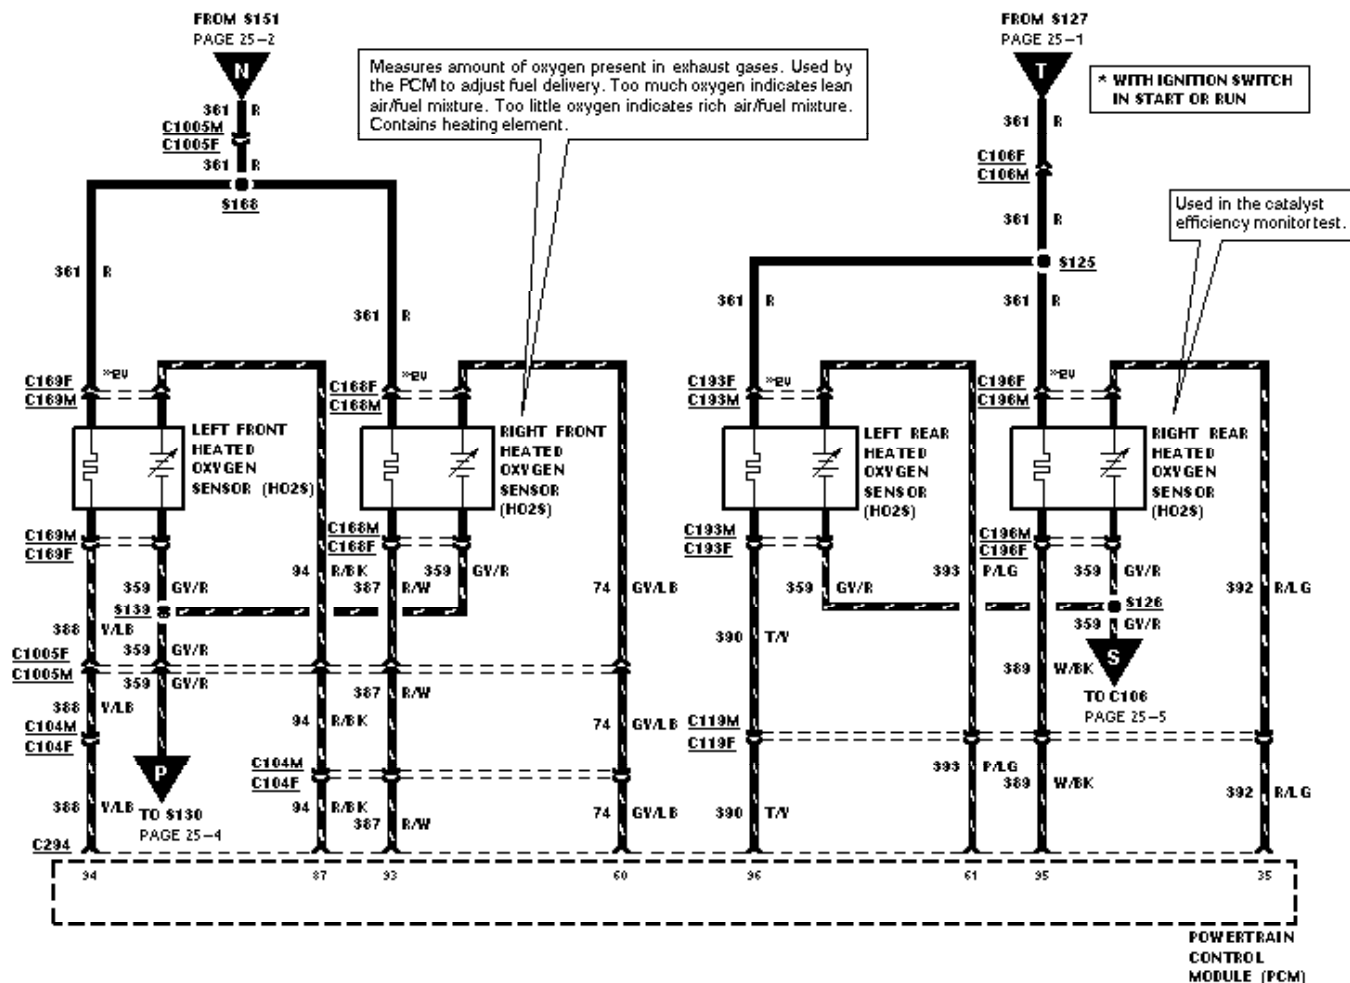 FROM S151
PAGE 25-2
N
FROM S127
PAGE 25-1
T
Measures amount of oxygen present in exhaust gases. Used by
the PCM to adjust fuel delivery. Too much oxygen indicates lean
air/fuel mixture. Too little oxygen indicates rich air/fuel mixture.
Contains heating element.
* WITH IGNITION SWITCH
IN START OR RUN
361 R
C1005M
C1005F
361 R
S168
361 R
C106F
C106M
361 R
Used in the catalyst
efficiency monitor test.
S125
361 R
361 R
361 R
361 R
C169F
C169M
*12V
C168F
C168M
*12V
C193F
C193M
*12V
C196F
C196M
*12V
LEFT FRONT
HEATED
OXYGEN
SENSOR (HO2S)
RIGHT FRONT
HEATED
OXYGEN
SENSOR
(HO2S)
LEFT REAR
HEATED
OXYGEN
SENSOR
(HO2S)
RIGHT REAR
HEATED
OXYGEN
SENSOR
(HO2S)
C169M
C169F
C168M
C168F
C193M
C193F
C196M
C196F
359 GY/R
94 R/BK
387 R/W
359 GY/R
74 GY/LB
359 GY/R
393 P/LG
359 GY/R
392 R/LG
S139
S126
388 Y/LB
359 GY/R
390 T/Y
359 GY/R
C1005F
C1005M
359 GY/R
387 R/W
389 W/BK
S
TO C106
PAGE 25-5
388 Y/LB
94 R/BK
74 GY/LB
C104M
C104F
C119M
C119F
P
C104M
C104F
393 P/LG
389 W/BK
388 Y/LB
TO S130
PAGE 25-4
94 R/BK
387 R/W
74 GY/LB
390 T/Y
392 R/LG
C294
94 87 93 60 96 61 95 35
POWERTRAIN
CONTROL
MODULE (PCM)